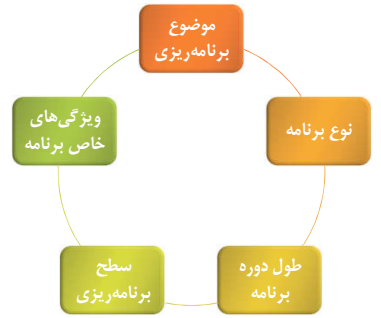 موضوع
برنامه‌ریزی
نوع برنامه
طول دوره
برنامه
سطح
برنامه‌ریزی
ویژگی‌های
خاص برنامه